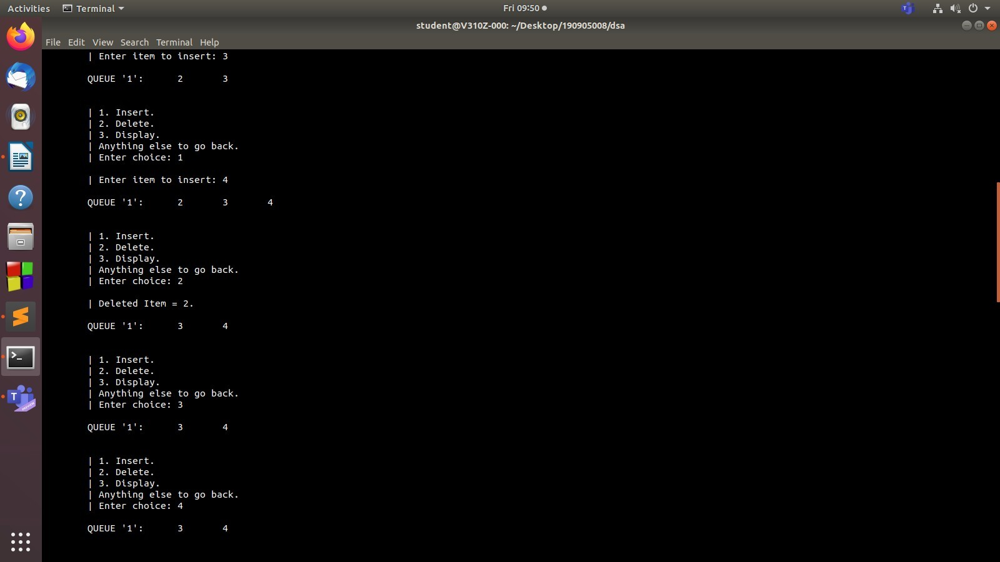 Activities Terminal Fri 09:50
student@V310Z-000: ~/Desktop/190905008/dsa
File Edit View Search Terminal Help
| Enter item to insert: 3
QUEUE '1': 2 3
| 1. Insert.
| 2. Delete.
| 3. Display.
| Anything else to go back.
| Enter choice: 1
| Enter item to insert: 4
QUEUE '1': 2 3 4
| 1. Insert.
| 2. Delete.
| 3. Display.
| Anything else to go back.
| Enter choice: 2
| Deleted Item = 2.
QUEUE '1': 3 4
| 1. Insert.
| 2. Delete.
| 3. Display.
| Anything else to go back.
| Enter choice: 3
QUEUE '1': 3 4
| 1. Insert.
| 2. Delete.
| 3. Display.
| Anything else to go back.
| Enter choice: 4
QUEUE '1': 3 4